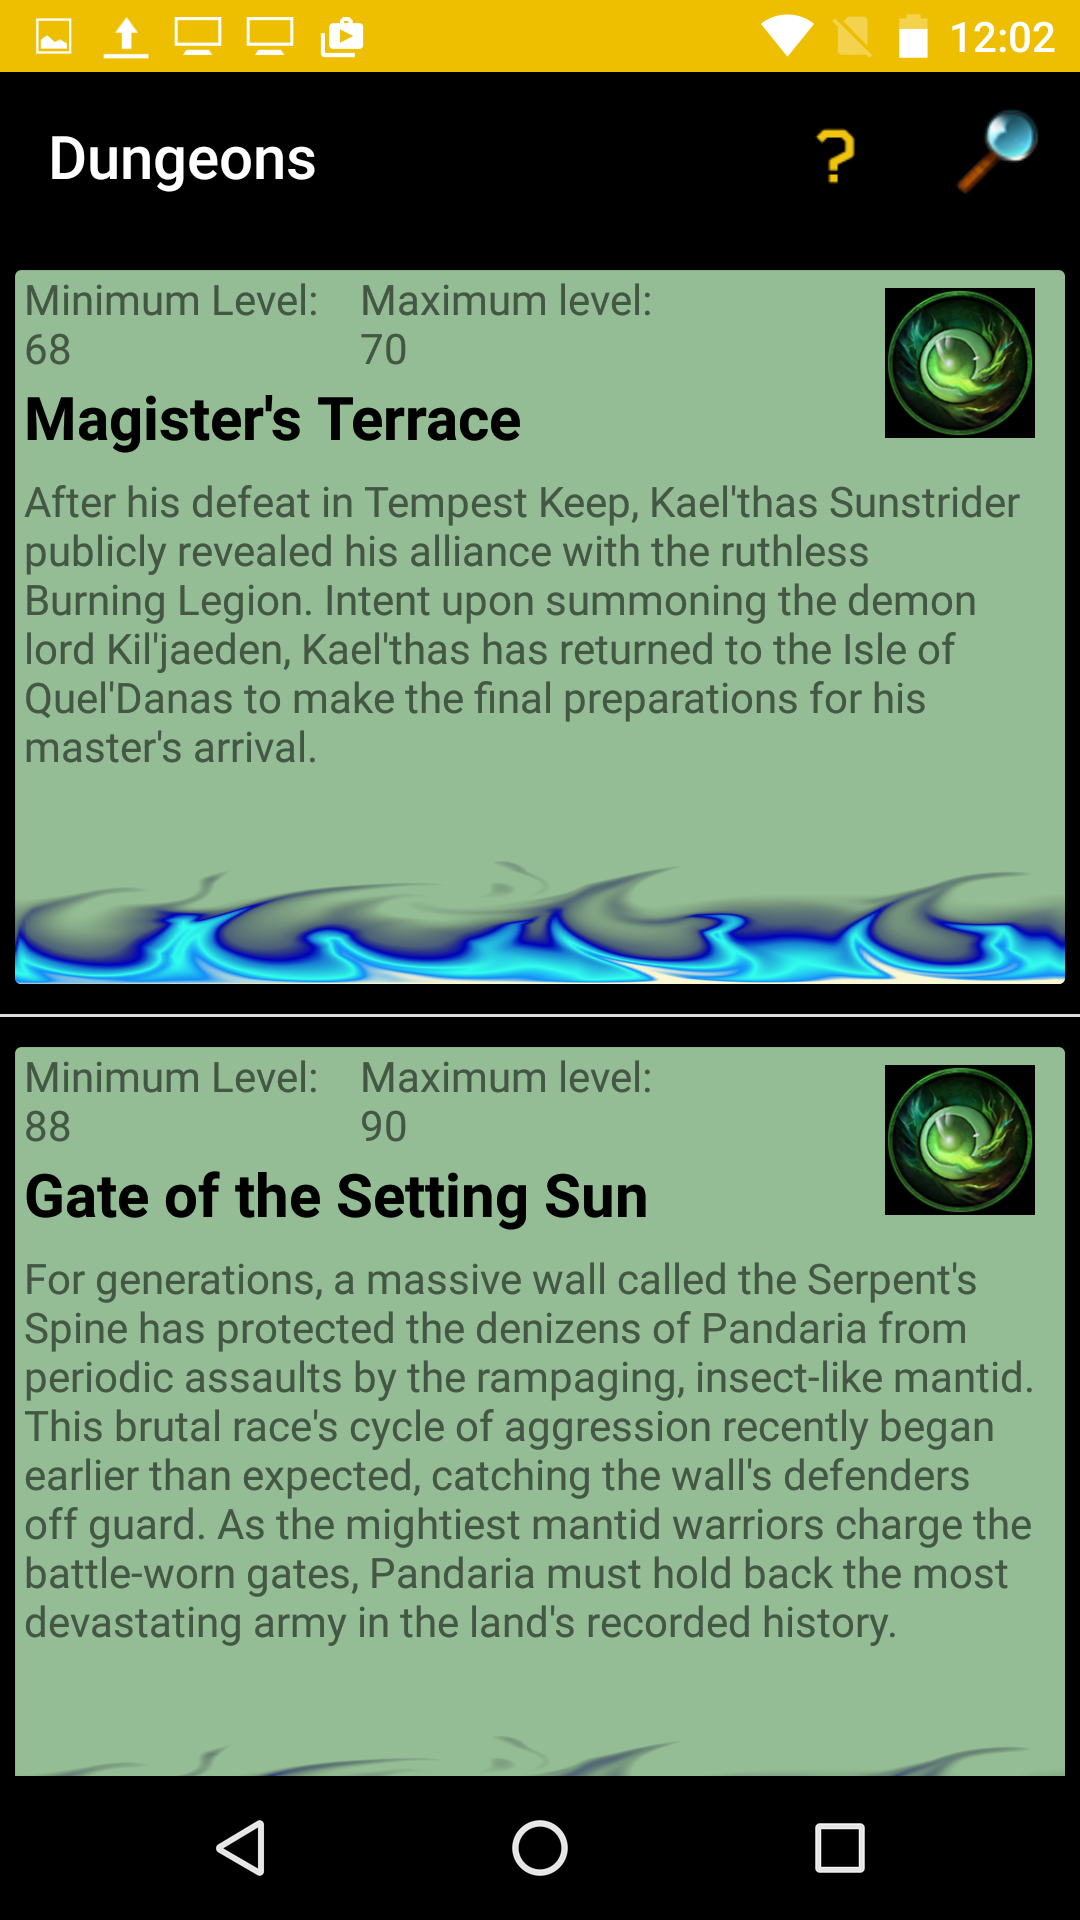 12:02
Dungeons
?
Minimum Level: Maximum level:
68 70
Magister's Terrace
After his defeat in Tempest Keep, Kael'thas Sunstrider
publicly revealed his alliance with the ruthless
Burning Legion. Intent upon summoning the demon
lord Kil'jaeden, Kael'thas has returned to the Isle of
Quel'Danas to make the final preparations for his
master's arrival.
Minimum Level: Maximum level:
88 90
Gate of the Setting Sun
For generations, a massive wall called the Serpent's
Spine has protected the denizens of Pandaria from
periodic assaults by the rampaging, insect-like mantid.
This brutal race's cycle of aggression recently began
earlier than expected, catching the wall's defenders
off guard. As the mightiest mantid warriors charge the
battle-worn gates, Pandaria must hold back the most
devastating army in the land's recorded history.